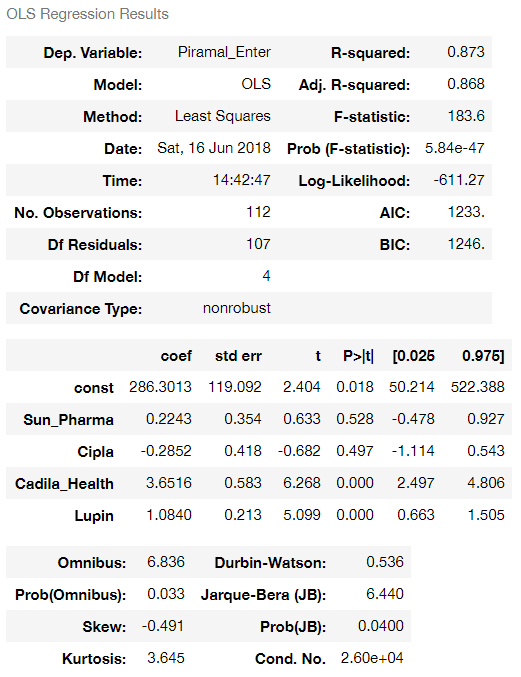 OLS Regression Results
Dep. Variable: Piramal_Enter R-squared: 0.873
Model: OLS Adj. R-squared: 0.868
Method: Least Squares F-statistic: 183.6
Date: Sat, 16 Jun 2018 Prob (F-statistic): 5.84e-47
Time: 14:42:47 Log-Likelihood: -611.27
No. Observations: 112 AIC: 1233.
Df Residuals: 107 BIC: 1246.
Df Model: 4
Covariance Type: nonrobust
coef std err t P>|t| [0.025 0.975]
const 286.3013 119.092 2.404 0.018 50.214 522.388
Sun_Pharma 0.2243 0.354 0.633 0.528 -0.478 0.927
Cipla -0.2852 0.418 -0.682 0.497 -1.114 0.543
Cadila_Health 3.6516 0.583 6.268 0.000 2.497 4.806
Lupin 1.0840 0.213 5.099 0.000 0.663 1.505
Omnibus: 6.836 Durbin-Watson: 0.536
Prob(Omnibus): 0.033 Jarque-Bera (JB): 6.440
Skew: -0.491 Prob(JB): 0.0400
Kurtosis: 3.645 Cond. No. 2.60e+04